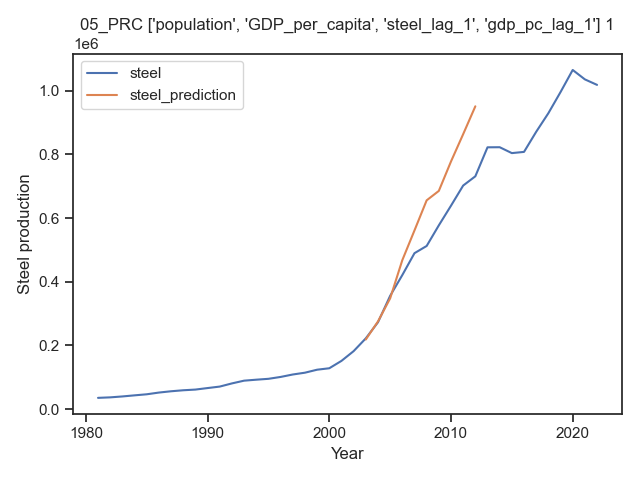 05_PRC ['population', 'GDP_per_capita', 'steel_lag_1', 'gdp_pc_lag_1'] 1
1e6
steel
steel_prediction
1.0
0.8
0.6
0.4
0.2
0.0
Steel production
1980 1990 2000 2010 2020
Year